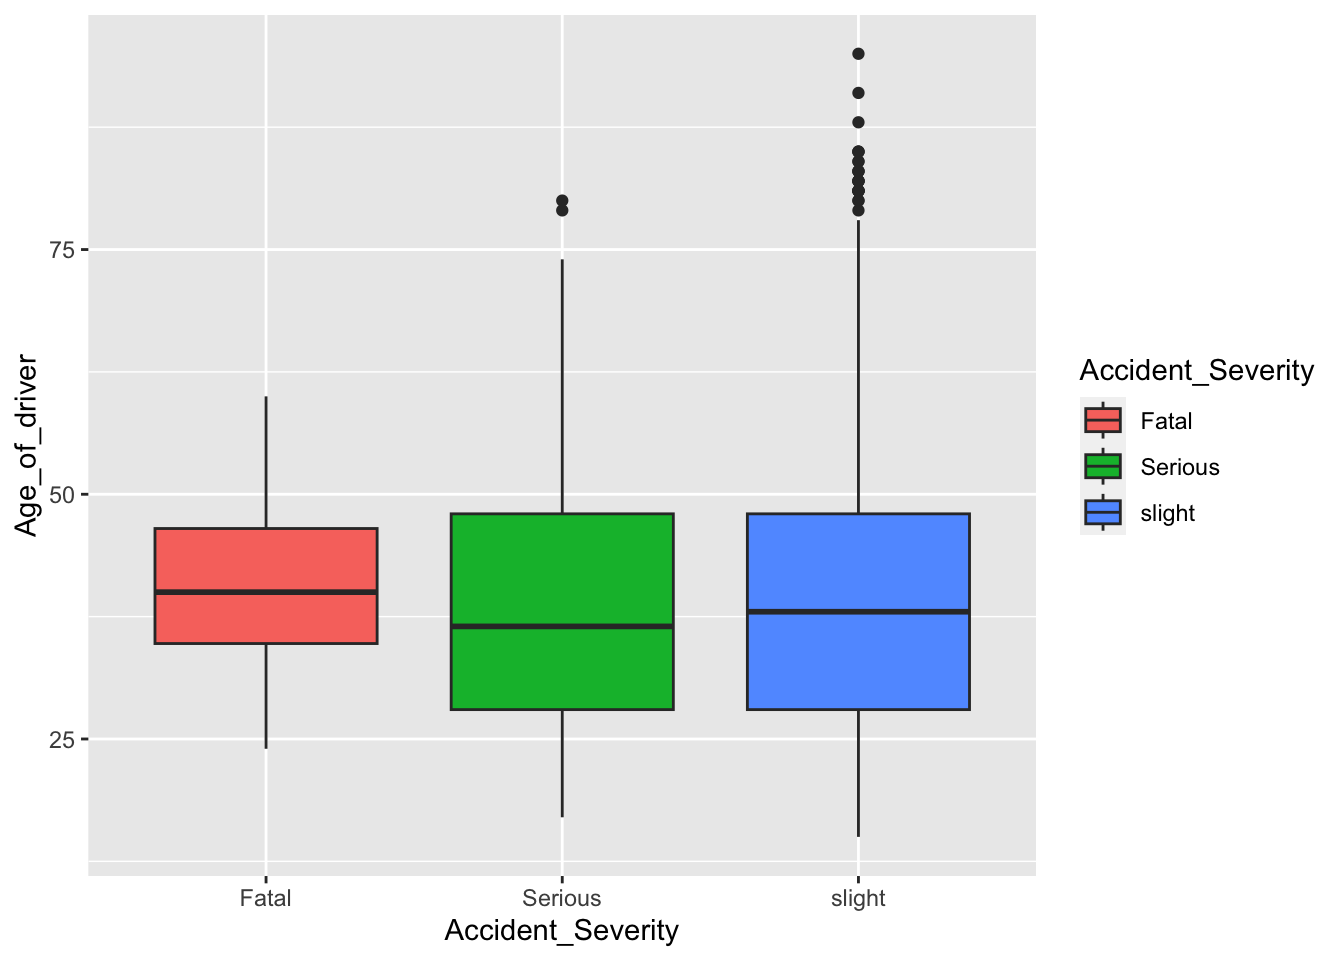 75
50
25
Age_of_driver
Fatal
Serious
slight
Accident_Severity
Accident_Severity
Fatal
Serious
slight